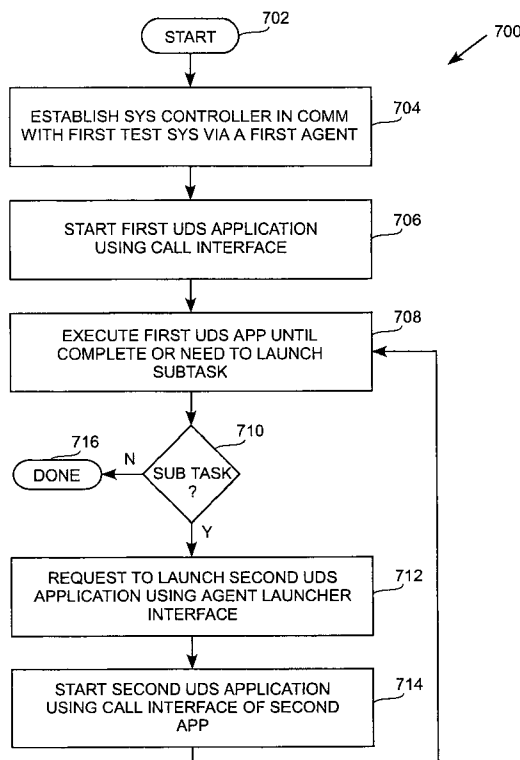 START
702
700
ESTABLISH SYS CONTROLLER IN COMM
WITH FIRST TEST SYS VIA A FIRST AGENT
704
START FIRST UDS APPLICATION
USING CALL INTERFACE
706
EXECUTE FIRST UDS APP UNTIL
COMPLETE OR NEED TO LAUNCH
SUBTASK
708
710
716
N
DONE
SUB TASK
?
Y
REQUEST TO LAUNCH SECOND UDS
APPLICATION USING AGENT LAUNCHER
INTERFACE
712
START SECOND UDS APPLICATION
USING CALL INTERFACE OF SECOND
APP
714